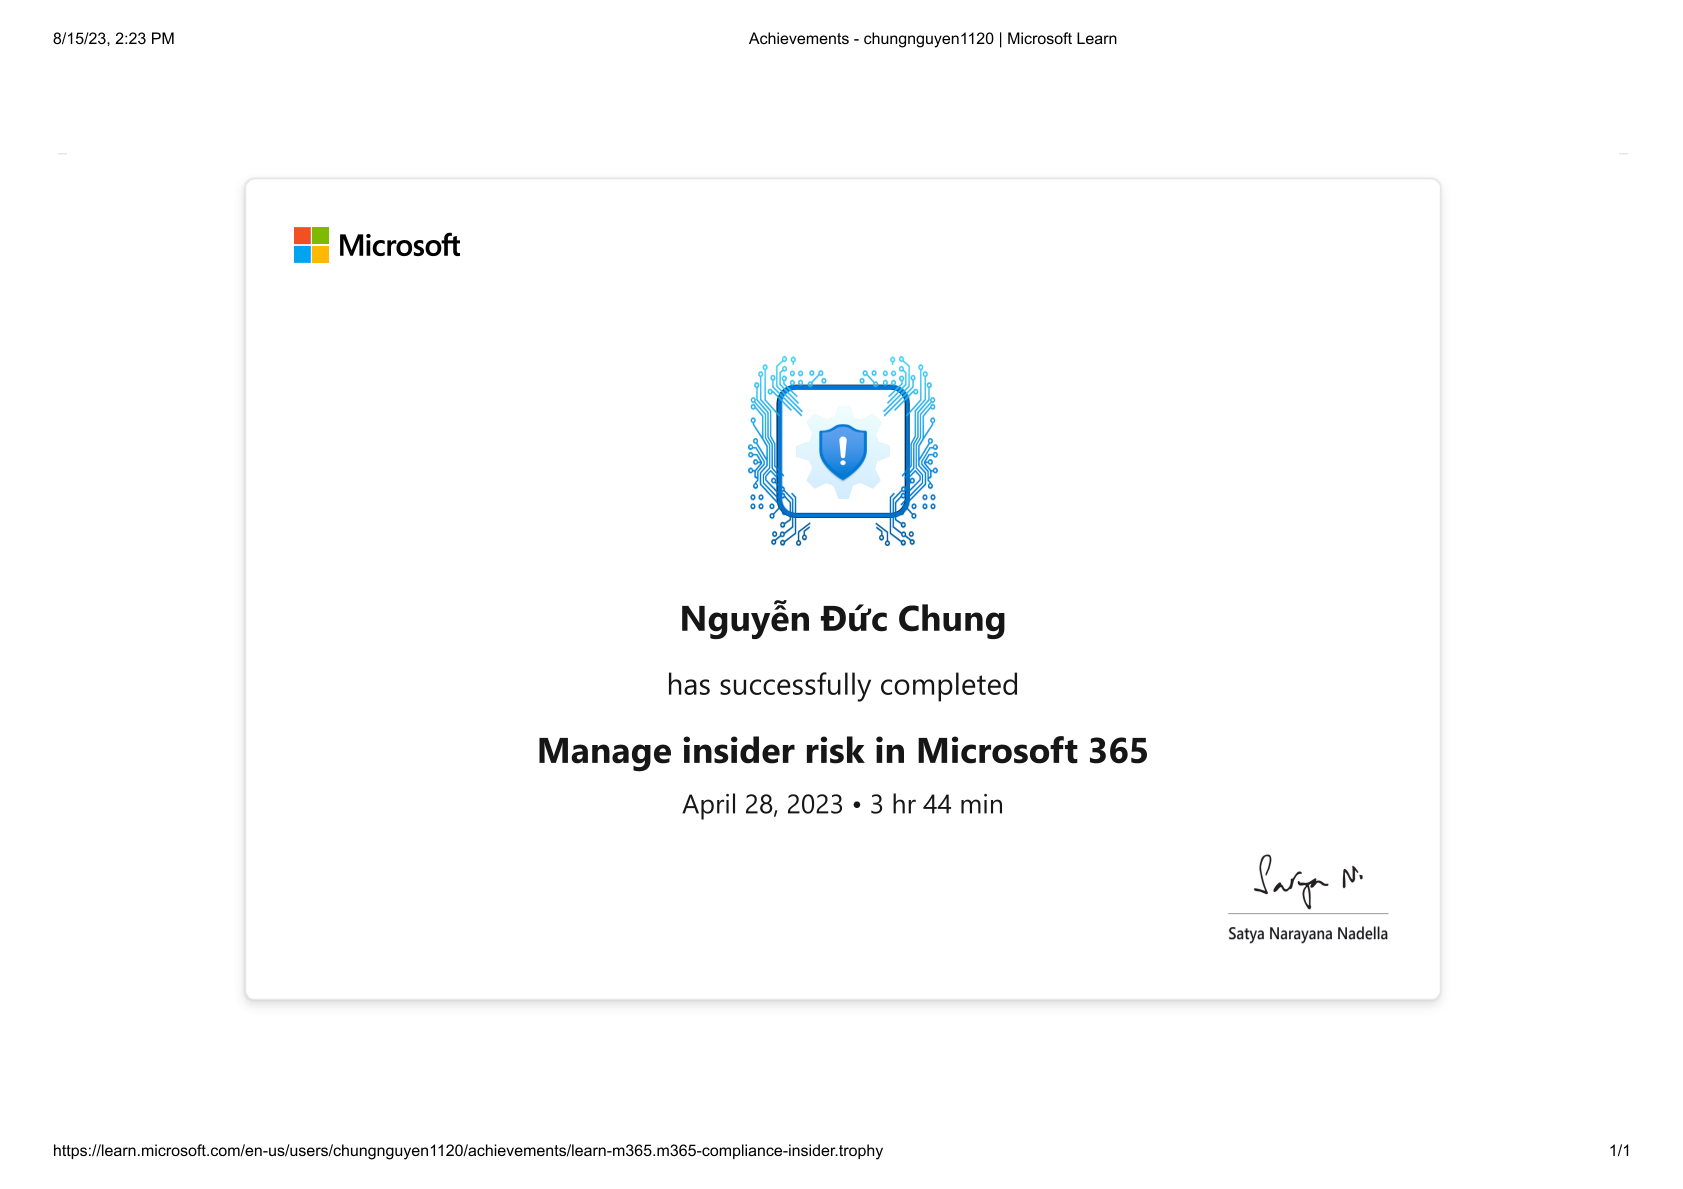 8/15/23, 2:23 PM
Achievements - chungnguyen1120 | Microsoft Learn
Microsoft
Nguyễn Đức Chung
has successfully completed
Manage insider risk in Microsoft 365
April 28, 2023 • 3 hr 44 min
Satya N.
Satya Narayana Nadella
https://learn.microsoft.com/en-us/users/chungnguyen1120/achievements/learn-m365.m365-compliance-insider.trophy
1/1